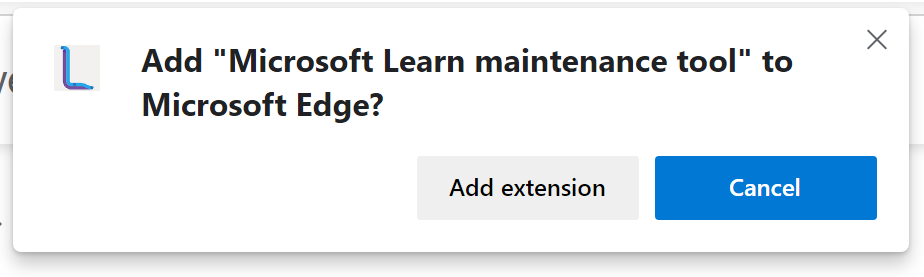 Add "Microsoft Learn maintenance tool" to
Microsoft Edge?
Add extension
Cancel